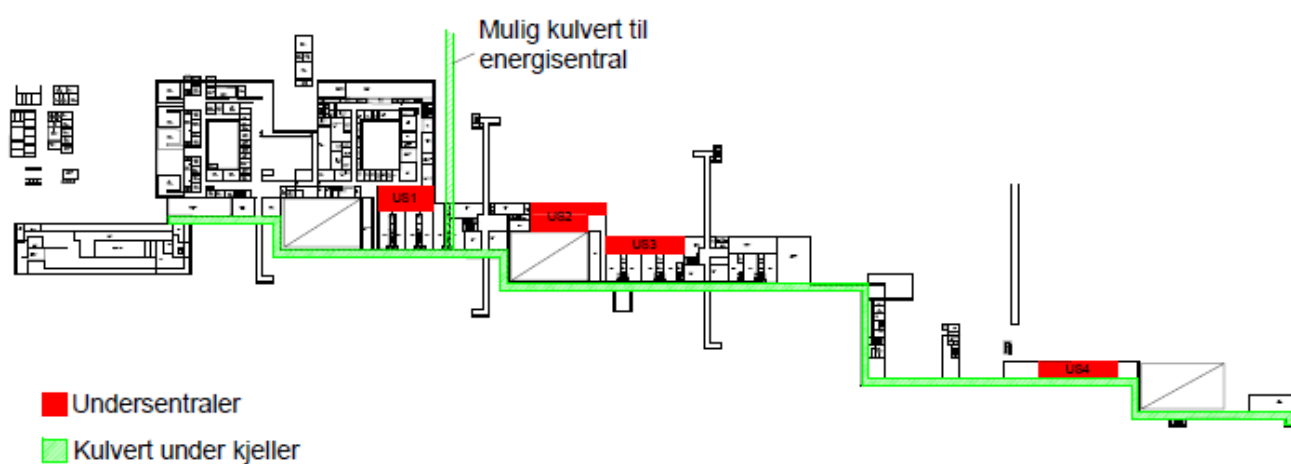 Mulig kulvert til
energisentral
US1
US2
US3
US4
Undersentraler
Kulvert under kjeller